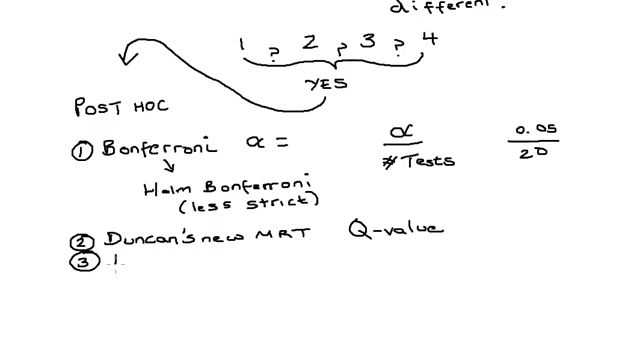 different.
1 ? 2 ? 3 ? 4
YES
POST HOC
① Bonferroni α = α / # Tests 0.05 / 20
Holm Bonferroni
(less strict)
② Duncan's new MRT Q-value
③